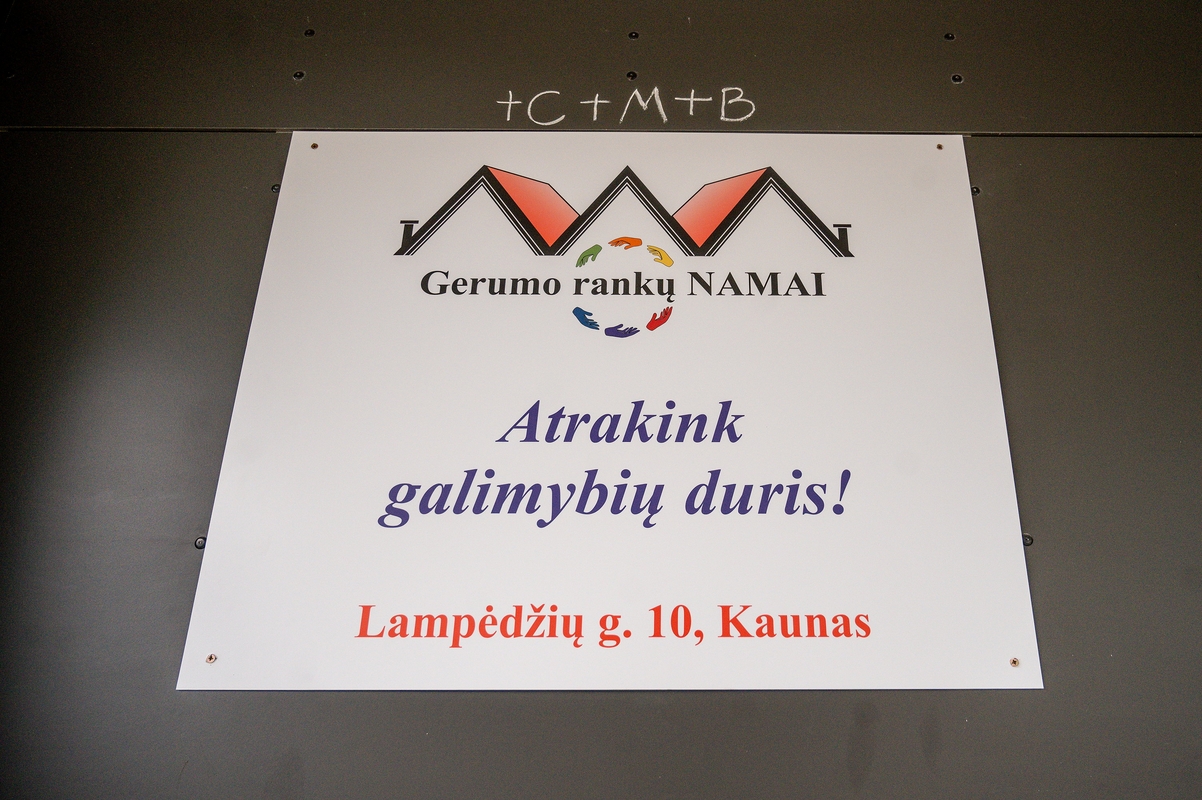 +C+M+B
Gerumo rankų NAMAI
Atrakink
galimybių duris!
Lampėdžių g. 10, Kaunas